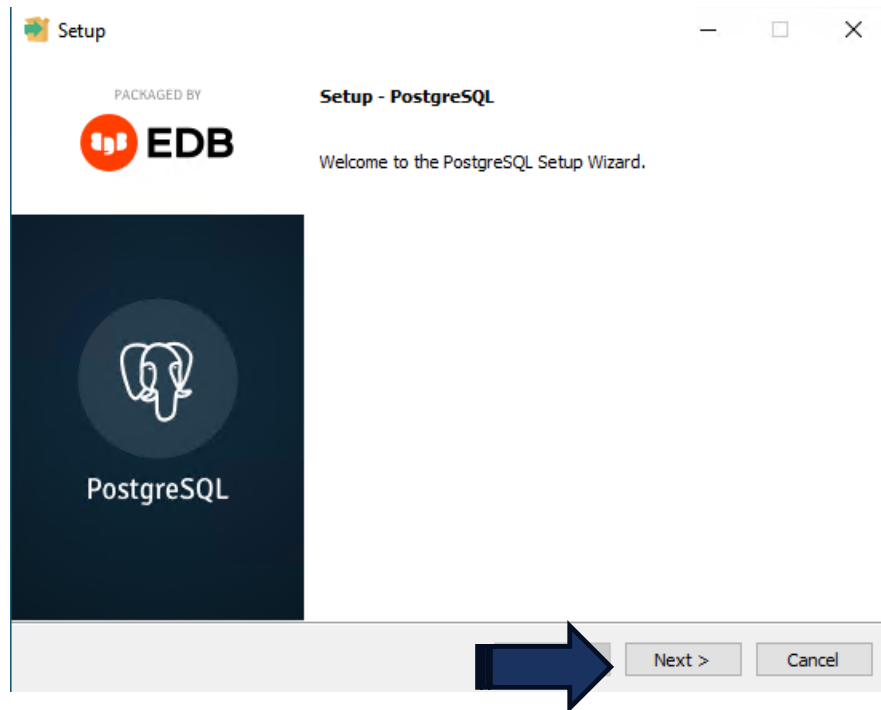 Setup
PACKAGED BY
EDB
Setup - PostgreSQL
Welcome to the PostgreSQL Setup Wizard.
PostgreSQL
Next >
Cancel